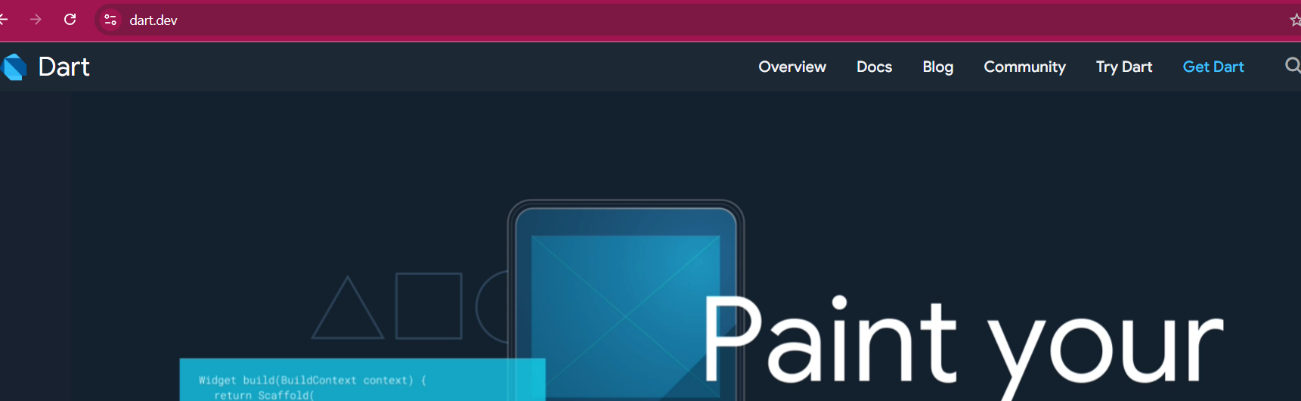 dart.dev
Dart
Overview Docs Blog Community Try Dart Get Dart
Paint your
Widget build(BuildContext context) {
return Scaffold(